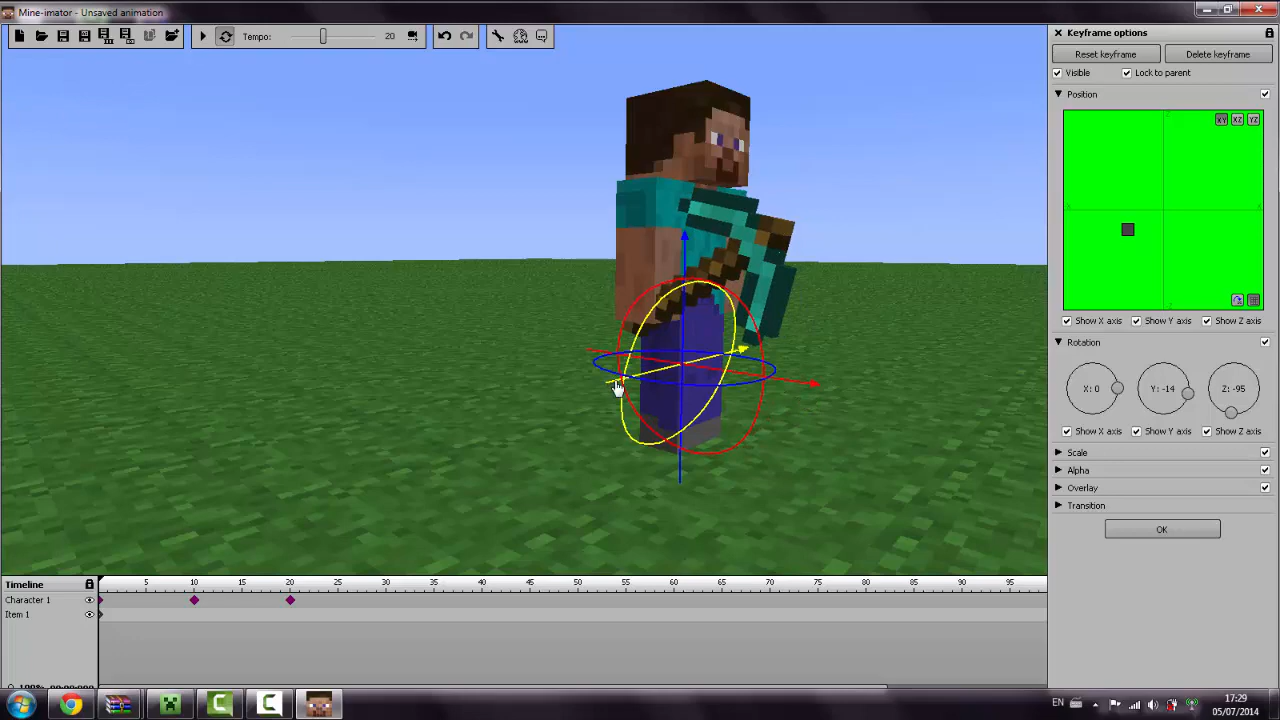 Mine-imator - Unsaved animation
Tempo: 20
Keyframe options
Reset keyframe Delete keyframe
Visible Lock to parent
Position
XY XZ YZ
Show X axis Show Y axis Show Z axis
Rotation
X: 0 Y: -14 Z: -95
Show X axis Show Y axis Show Z axis
Scale
Alpha
Overlay
Transition
OK
Timeline 5 10 15 20 25 30 35 40 45 50 55 60 65 70 75 80 85 90 95
Character 1
Item 1
EN 17:29
05/07/2014